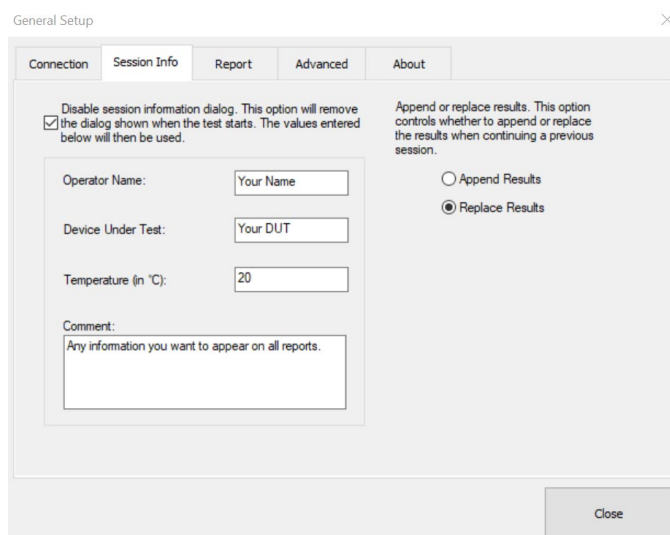 General Setup
Connection
Session Info
Report
Advanced
About
Disable session information dialog. This option will remove
the dialog shown when the test starts. The values entered
below will then be used.
Operator Name:
Your Name
Device Under Test:
Your DUT
Temperature (in °C):
20
Comment:
Any information you want to appear on all reports.
Append or replace results. This option
controls whether to append or replace
the results when continuing a previous
session.
Append Results
Replace Results
Close